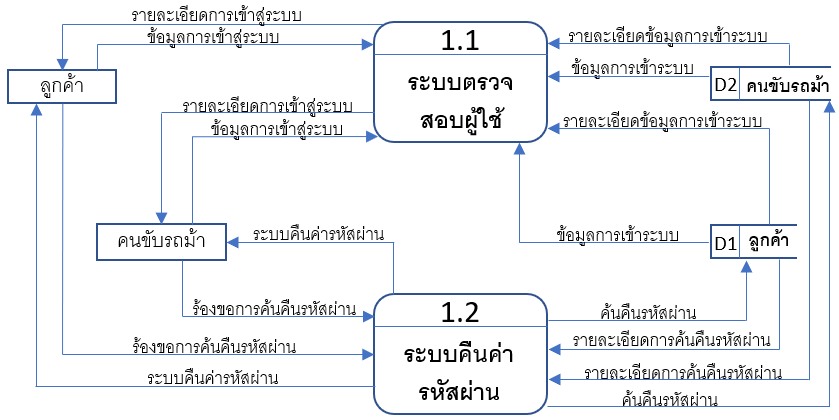 รายละเอียดการเข้าสู่ระบบ
ข้อมูลการเข้าสู่ระบบ
ลูกค้า
1.1
ระบบตรวจ
สอบผู้ใช้
รายละเอียดข้อมูลการเข้าระบบ
ข้อมูลการเข้าระบบ
D2 คนขับรถม้า
รายละเอียดการเข้าสู่ระบบ
ข้อมูลการเข้าสู่ระบบ
รายละเอียดข้อมูลการเข้าระบบ
คนขับรถม้า
ระบบคืนค่ารหัสผ่าน
ข้อมูลการเข้าระบบ
D1 ลูกค้า
ร้องขอการค้นคืนรหัสผ่าน
1.2
ระบบคืนค่า
รหัสผ่าน
ค้นคืนรหัสผ่าน
ร้องขอการค้นคืนรหัสผ่าน
รายละเอียดการค้นคืนรหัสผ่าน
ระบบคืนค่ารหัสผ่าน
รายละเอียดการค้นคืนรหัสผ่าน
ค้นคืนรหัสผ่าน